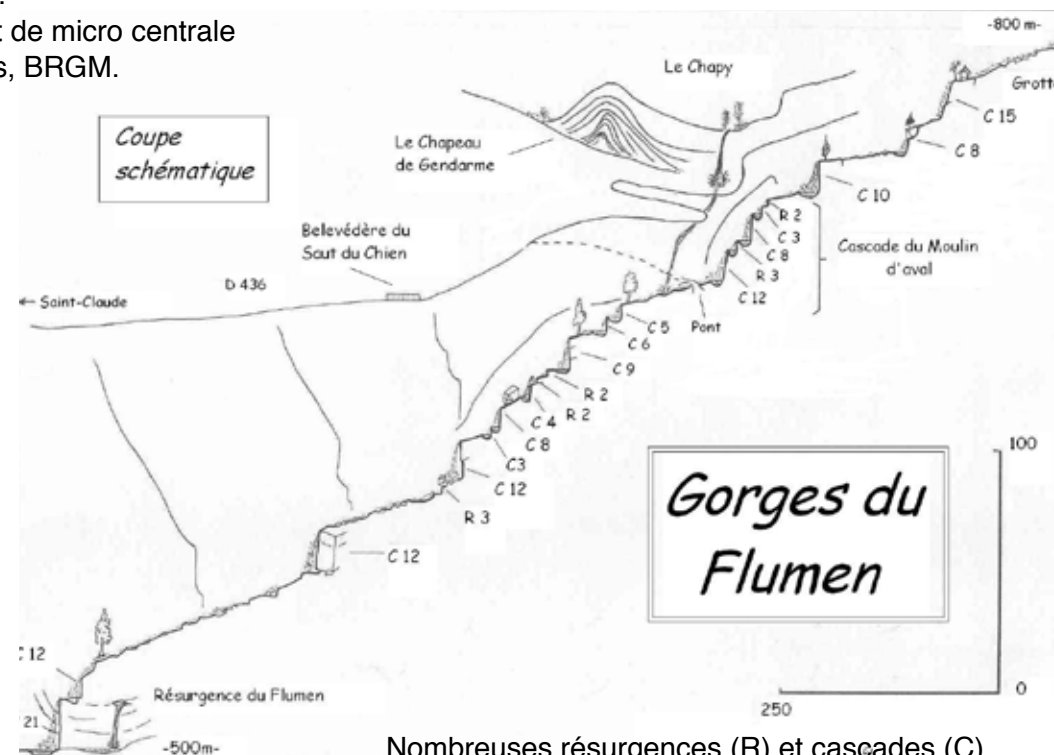 t de micro centrale
s, BRGM.
-800 m-
Le Chapy
Grott
C 15
C 8
Coupe
schématique
Le Chapeau
de Gendarme
C 10
R 2
C 3
C 8
R 3
C 12
Cascade du Moulin
d'aval
Bellevédère du
Saut du Chien
D 436
← Saint-Claude
C 5
Pont
C 6
C 9
R 2
R 2
C 4
C 8
C3
C 12
R 3
C 12
100
Gorges du
Flumen
0
250
C 12
21
Résurgence du Flumen
-500m-
Nombreuses résurgences (R) et cascades (C)